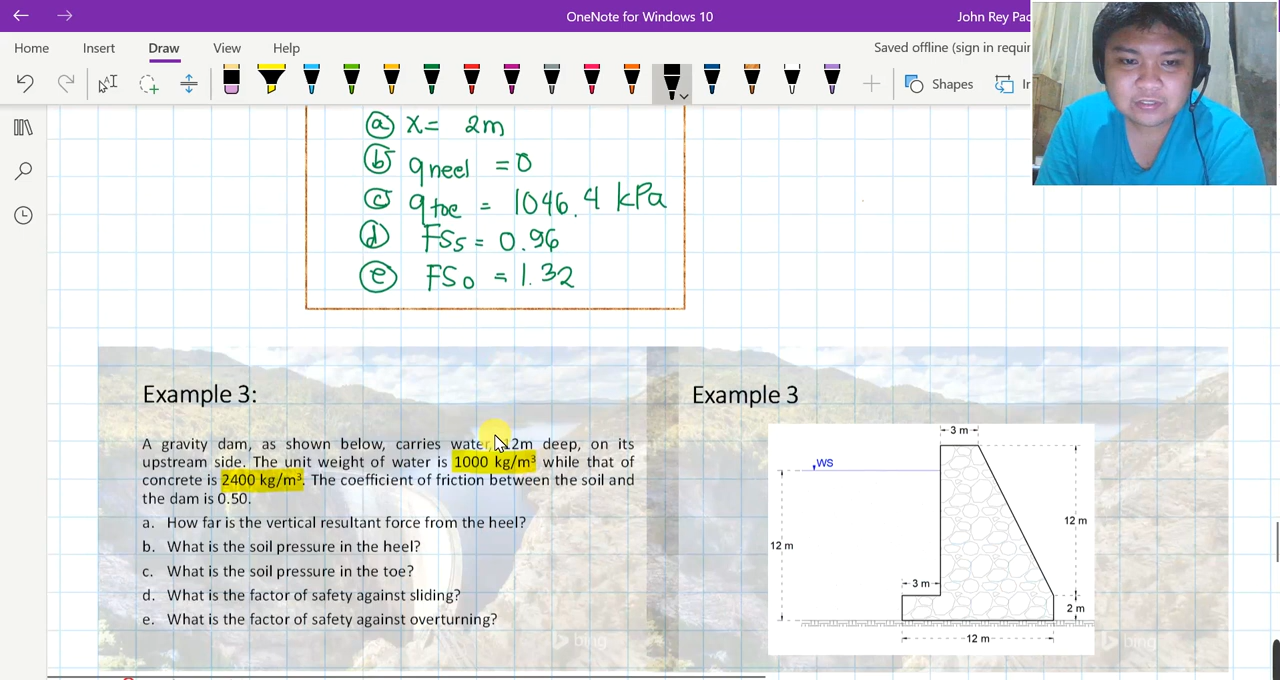 OneNote for Windows 10
John Rey Pac
Home Insert Draw View Help
Saved offline (sign in requir
Shapes
In
ⓐ x = 2m
ⓑ qheel = 0
ⓒ qtoe = 1046.4 kPa
ⓓ FSs = 0.96
ⓔ FSo = 1.32
Example 3:
A gravity dam, as shown below, carries water, 12m deep, on its
upstream side. The unit weight of water is 1000 kg/m³ while that of
concrete is 2400 kg/m³. The coefficient of friction between the soil and
the dam is 0.50.
a. How far is the vertical resultant force from the heel?
b. What is the soil pressure in the heel?
c. What is the soil pressure in the toe?
d. What is the factor of safety against sliding?
e. What is the factor of safety against overturning?
bing
Example 3
3 m
WS
12 m
12 m
3 m
2 m
12 m
bing